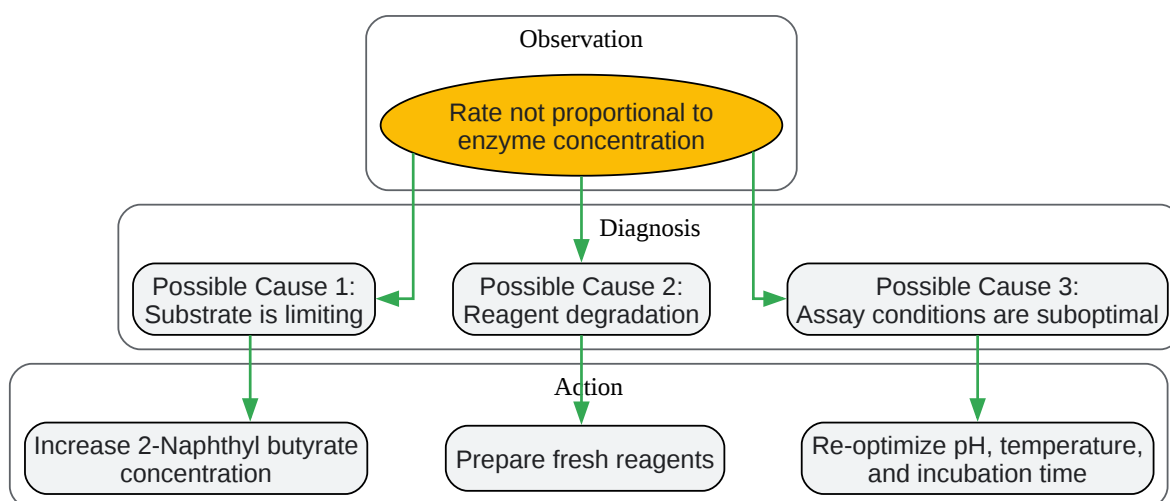 Observation
Rate not proportional to
enzyme concentration
Diagnosis
Possible Cause 1:
Substrate is limiting
Possible Cause 2:
Reagent degradation
Possible Cause 3:
Assay conditions are suboptimal
Action
Increase 2-Naphthyl butyrate
concentration
Prepare fresh reagents
Re-optimize pH, temperature,
and incubation time